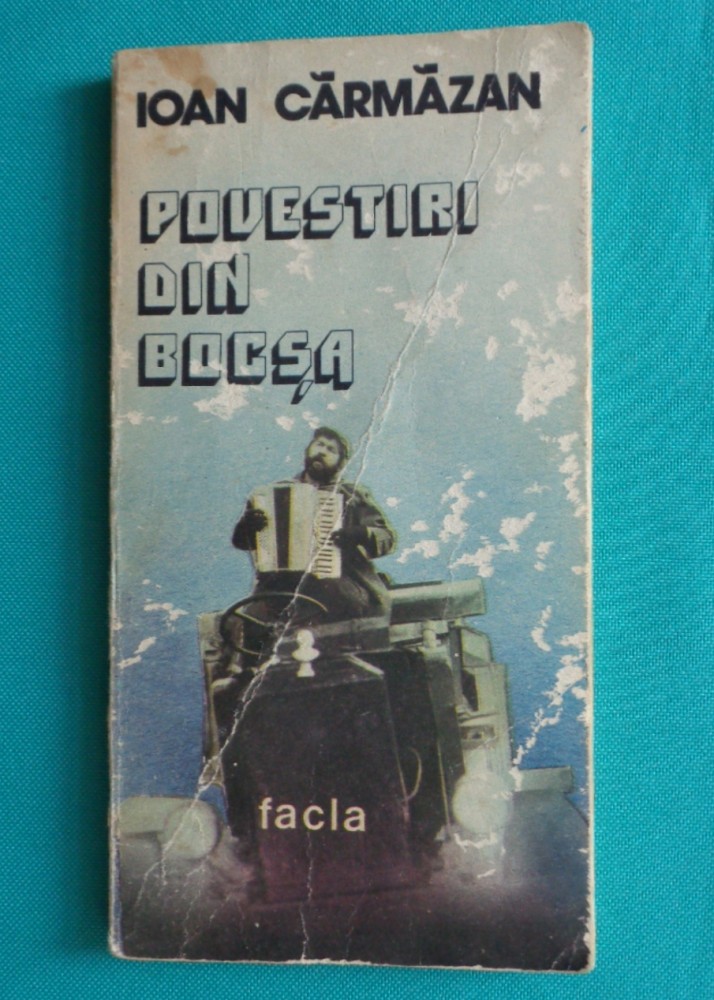 IOAN CĂRMĂZAN
POVESTIRI
DIN
BOCȘA
facla